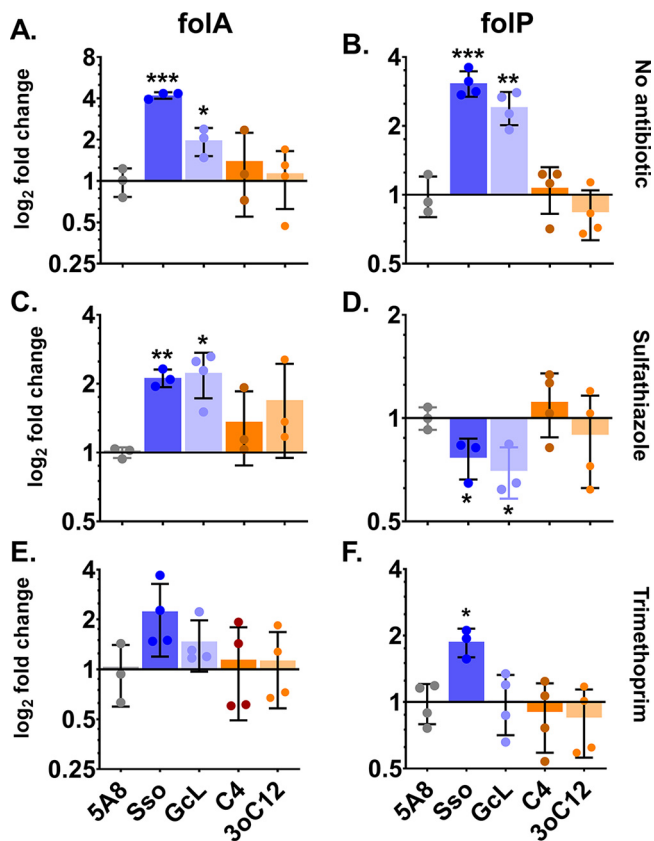 folA
folP
A.
log2 fold change
8
4
2
1
0.5
0.25
***
*
B.
4
2
1
0.5
***
**
No antibiotic
C.
log2 fold change
4
2
1
0.5
**
*
D.
2
1
0.5
*
*
Sulfathiazole
E.
log2 fold change
4
2
1
0.5
0.25
F.
4
2
1
0.5
*
Trimethoprim
5A8
Sso
GcL
C4
3oC12
5A8
Sso
GcL
C4
3oC12